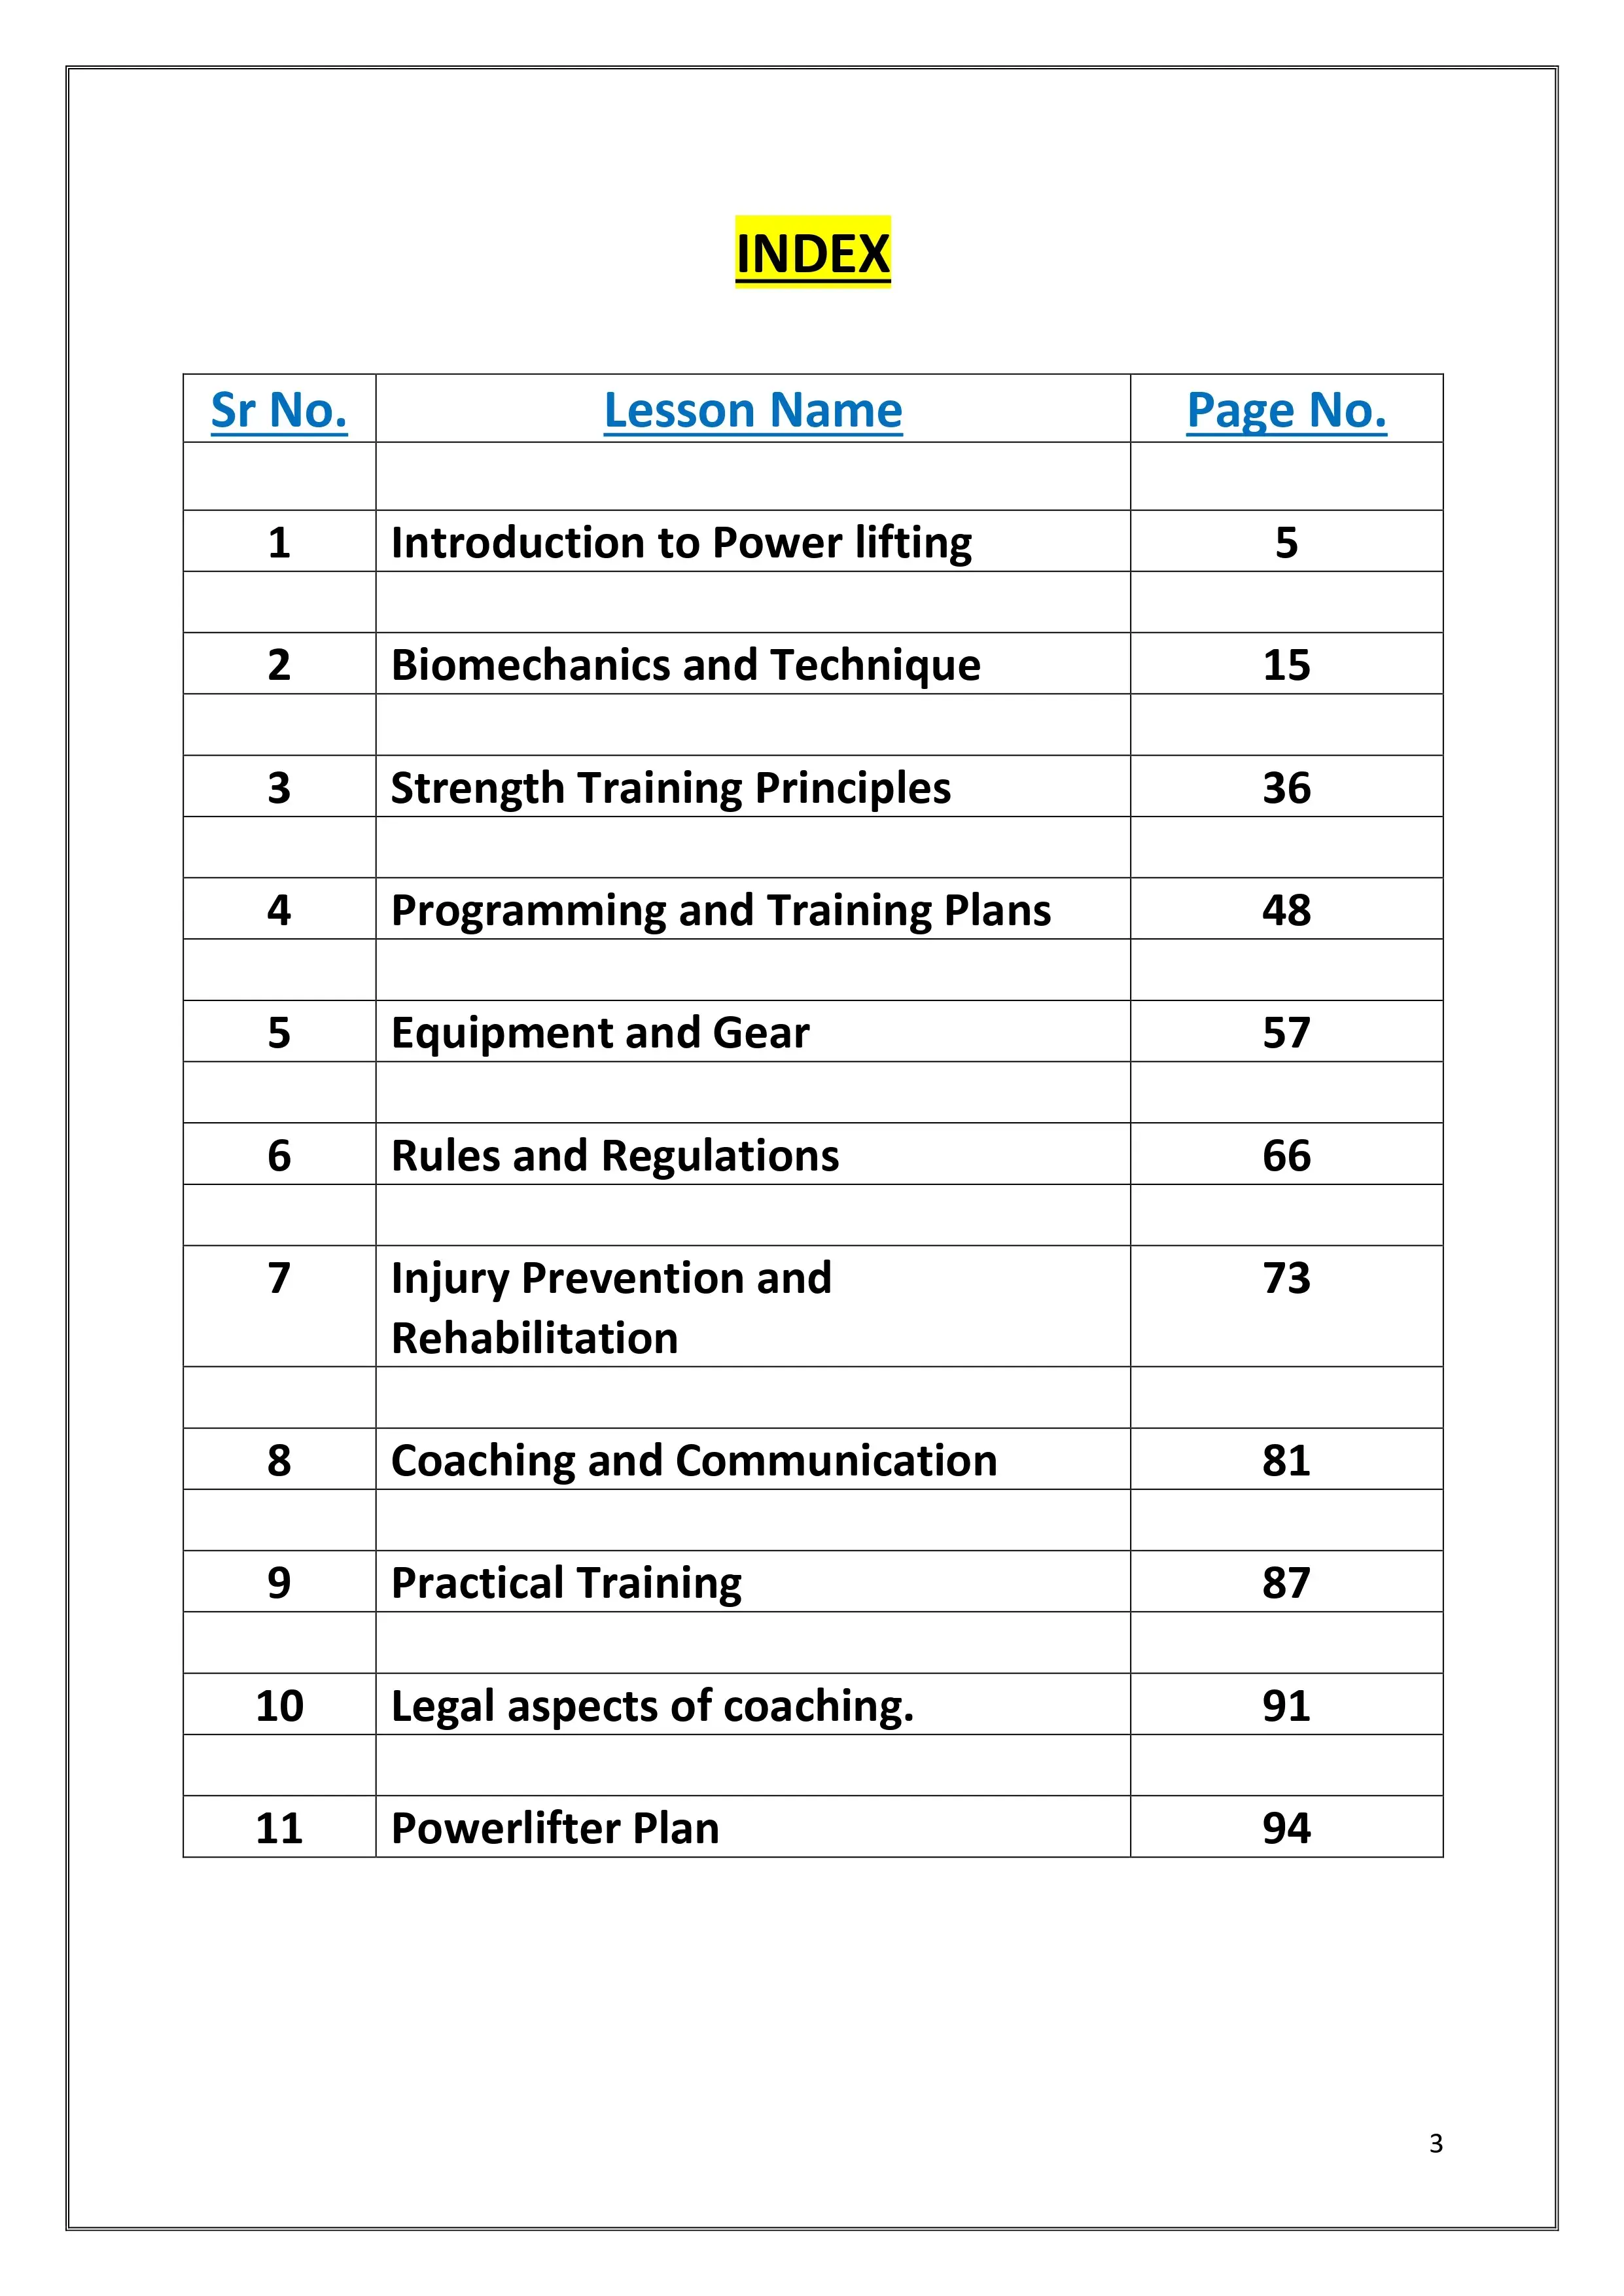 INDEX
Sr No. Lesson Name Page No.
1 Introduction to Power lifting 5
2 Biomechanics and Technique 15
3 Strength Training Principles 36
4 Programming and Training Plans 48
5 Equipment and Gear 57
6 Rules and Regulations 66
7 Injury Prevention and 73
Rehabilitation
8 Coaching and Communication 81
9 Practical Training 87
10 Legal aspects of coaching. 91
11 Powerlifter Plan 94
3